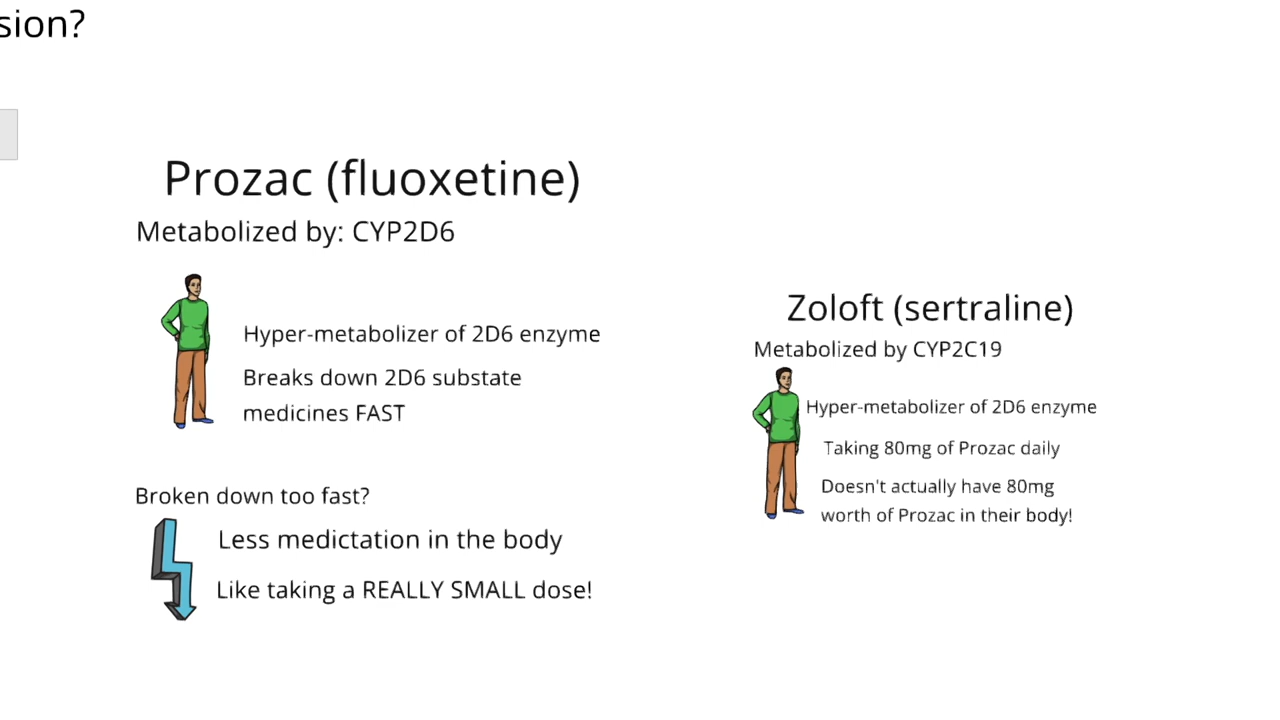 sion?
Prozac (fluoxetine)
Metabolized by: CYP2D6
Hyper-metabolizer of 2D6 enzyme
Breaks down 2D6 substate
medicines FAST
Broken down too fast?
Less medictation in the body
Like taking a REALLY SMALL dose!
Zoloft (sertraline)
Metabolized by CYP2C19
Hyper-metabolizer of 2D6 enzyme
Taking 80mg of Prozac daily
Doesn't actually have 80mg
worth of Prozac in their body!